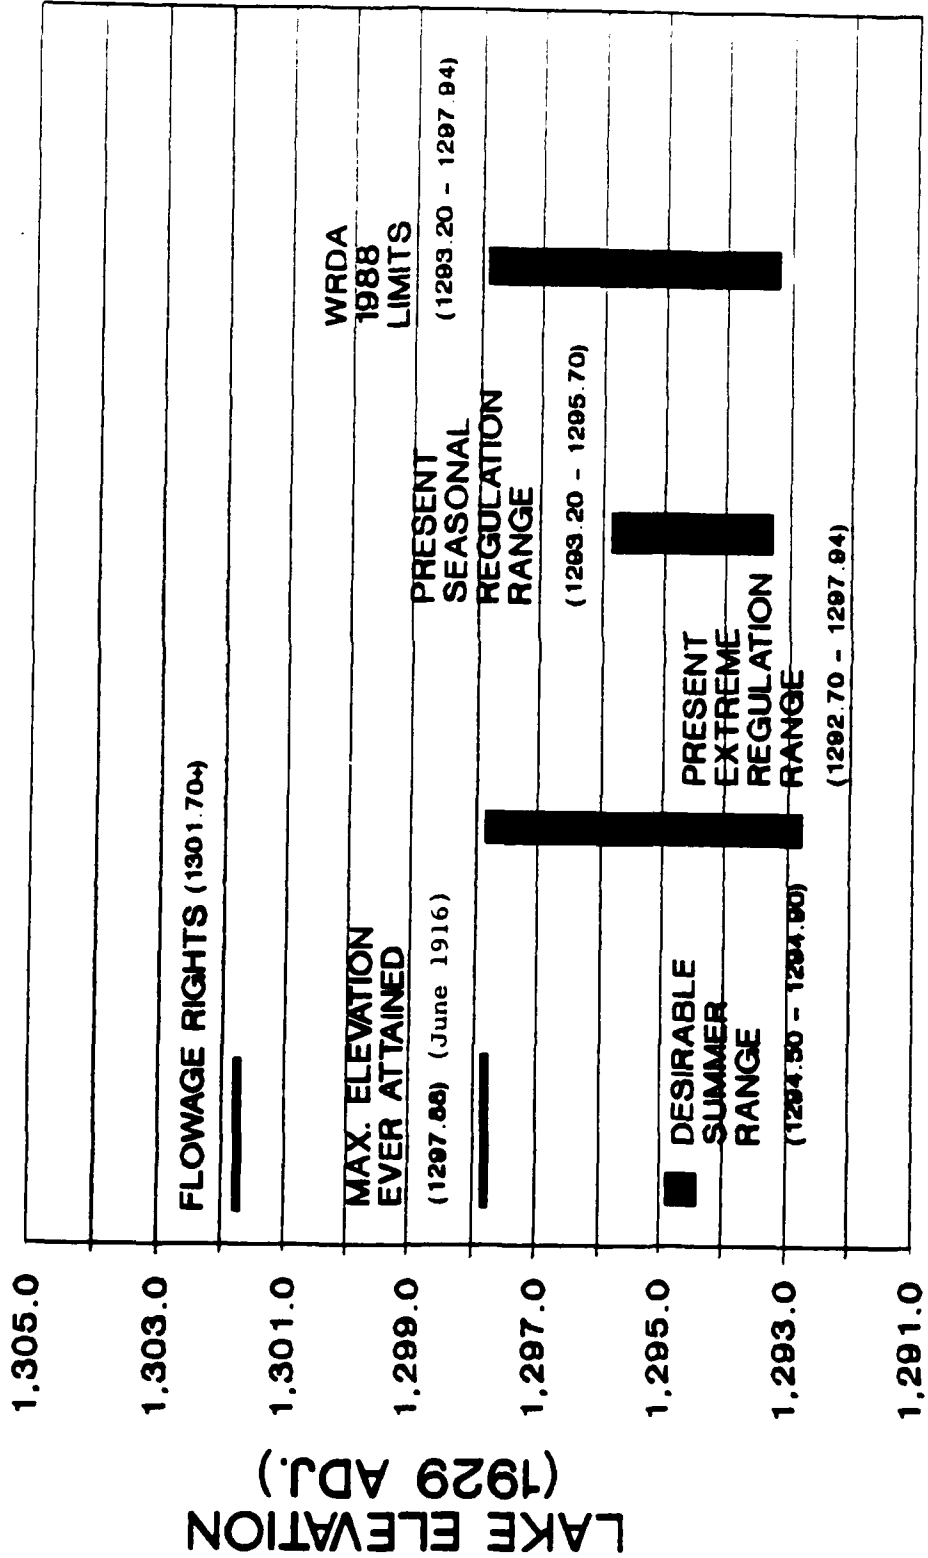 LAKE ELEVATION
(1929 ADJ.)
1,305.0
1,303.0
1,301.0
1,299.0
1,297.0
1,295.0
1,293.0
1,291.0
FLOWAGE RIGHTS (1301.70+)
MAX. ELEVATION
EVER ATTAINED
(1297.88) (June 1916)
DESIRABLE
SUMMER
RANGE
(1294.50 - 1294.90)
PRESENT
EXTREME
REGULATION
RANGE
(1292.70 - 1297.94)
PRESENT
SEASONAL
REGULATION
RANGE
(1293.20 - 1295.70)
WRDA
1988
LIMITS
(1293.20 - 1297.94)